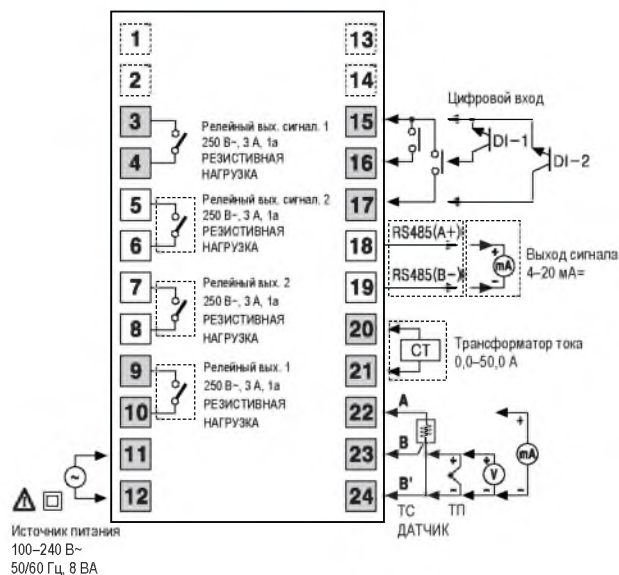 1
2
3
4
5
6
7
8
9
10
11
12
Релейный вых. сигнал. 1
250 В~, 3 А, 1a
РЕЗИСТИВНАЯ
НАГРУЗКА
Релейный вых. сигнал. 2
250 В~, 3 А, 1a
РЕЗИСТИВНАЯ
НАГРУЗКА
Релейный вых. 2
250 В~, 3 А, 1a
РЕЗИСТИВНАЯ
НАГРУЗКА
Релейный вых. 1
250 В~, 3 А, 1a
РЕЗИСТИВНАЯ
НАГРУЗКА
13
14
15
16
17
18
19
20
21
22
23
24
Цифровой вход
DI-1
DI-2
RS485(A+)
RS485(B-)
+
mA
-
Выход сигнала
4–20 мА=
CT
Трансформатор тока
0,0–50,0 А
A
B
B'
+
-
+
V
-
+
mA
-
ТС
ТП
ДАТЧИК
~
Источник питания
100–240 В~
50/60 Гц, 8 ВА